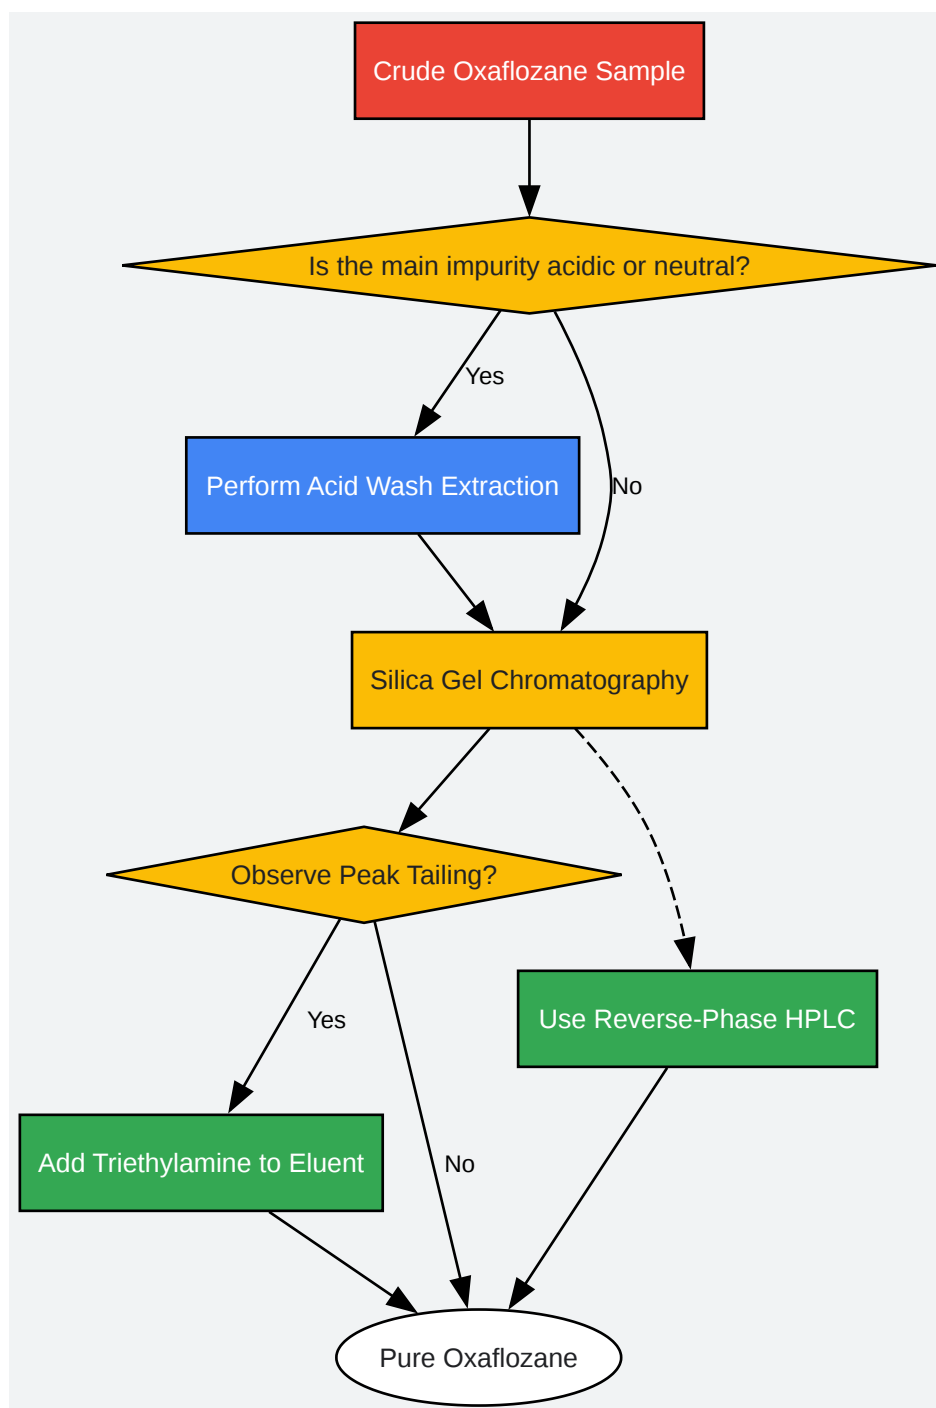 Crude Oxaflozane Sample
Is the main impurity acidic or neutral?
Yes
Perform Acid Wash Extraction
No
Silica Gel Chromatography
Observe Peak Tailing?
Yes
Use Reverse-Phase HPLC
Add Triethylamine to Eluent
No
Pure Oxaflozane